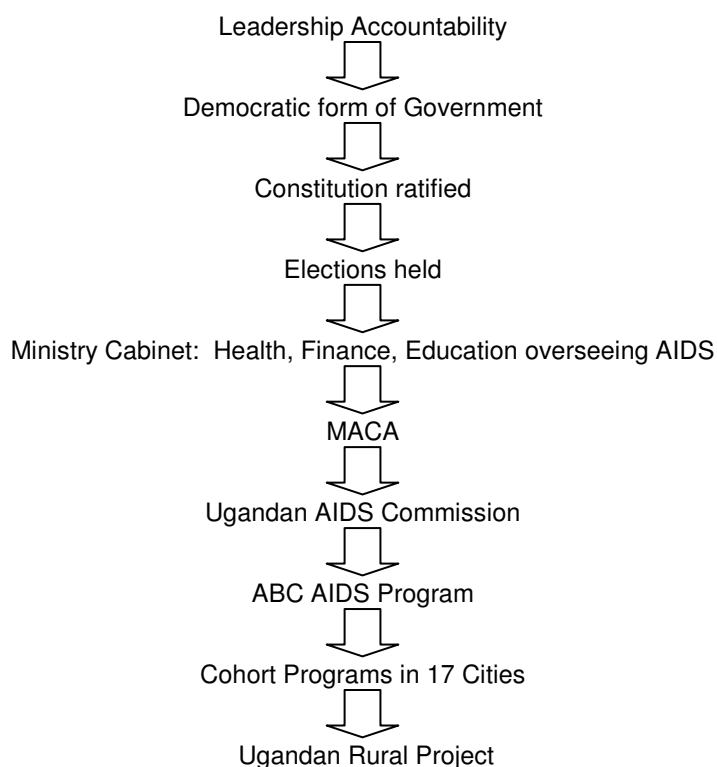 Leadership Accountability
Democratic form of Government
Constitution ratified
Elections held
Ministry Cabinet:  Health, Finance, Education overseeing AIDS
MACA
Ugandan AIDS Commission
ABC AIDS Program
Cohort Programs in 17 Cities
Ugandan Rural Project